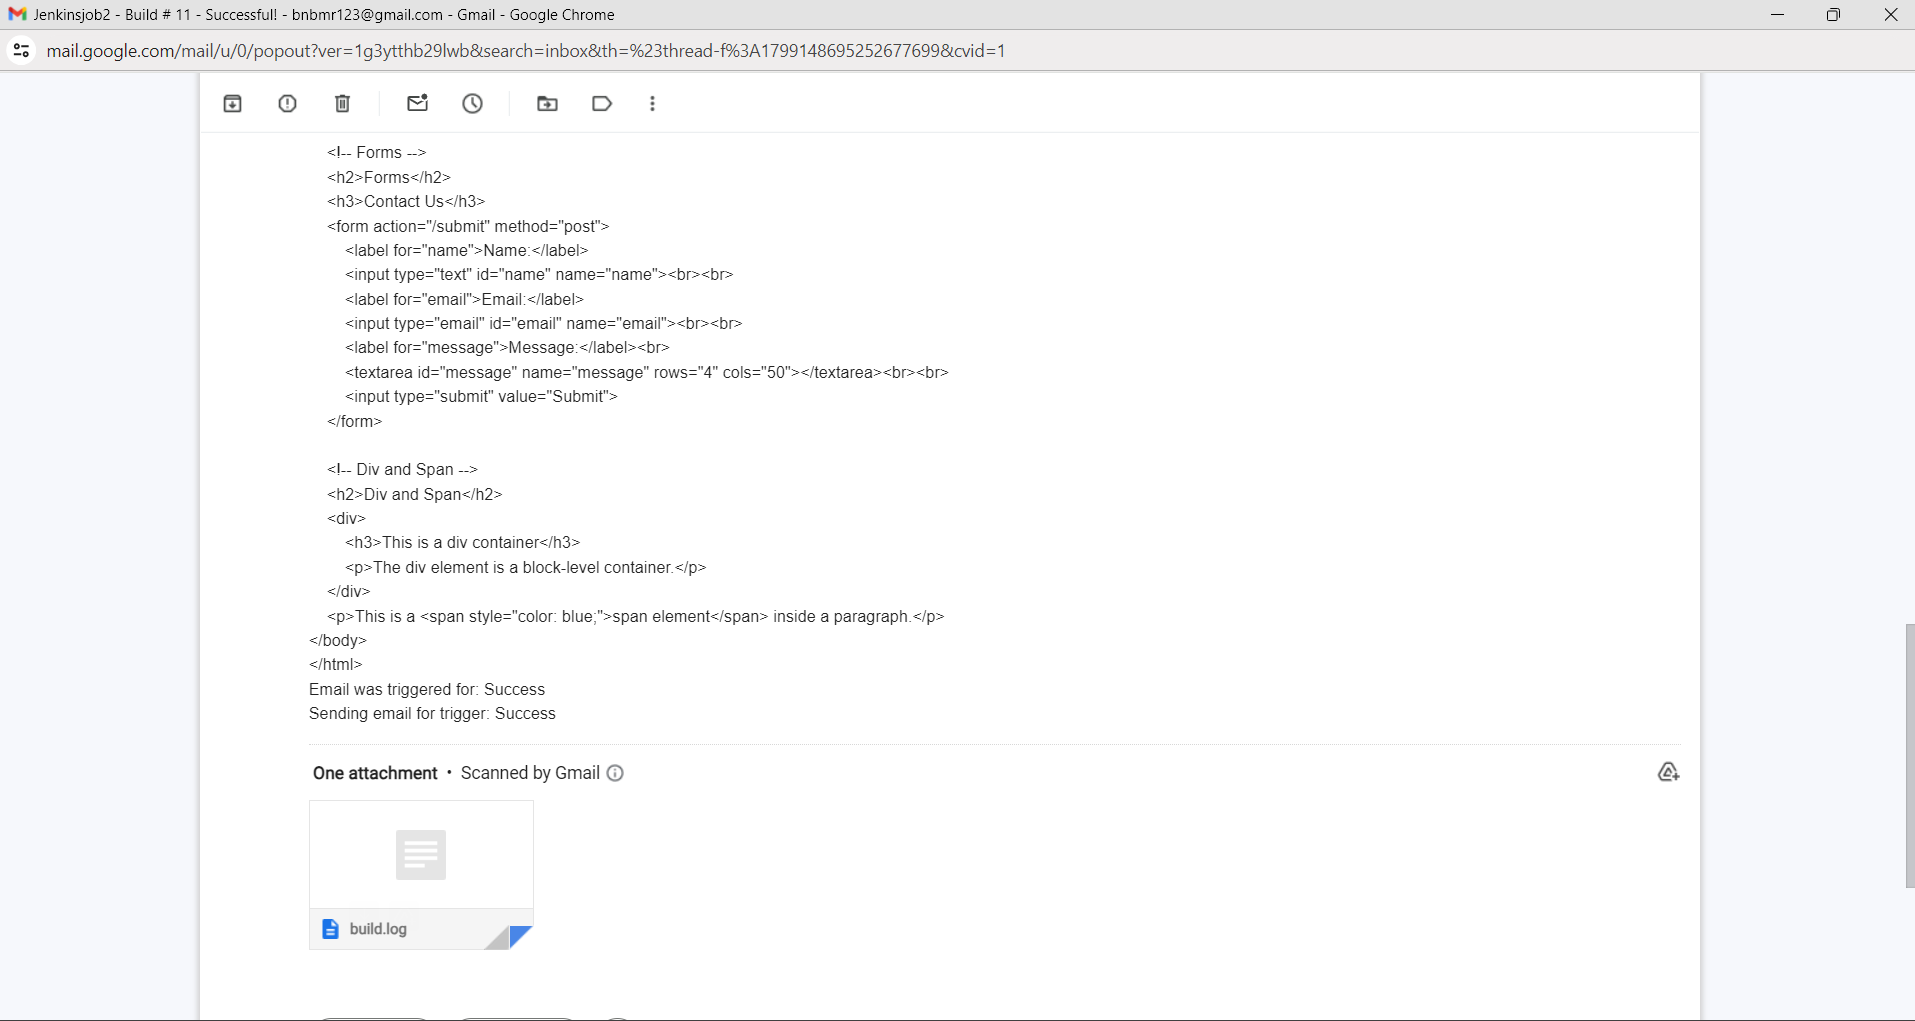 Jenkinsjob2 - Build # 11 - Successful! - bnbmr123@gmail.com - Gmail - Google Chrome
mail.google.com/mail/u/0/popout?ver=1g3ytthb29lwb&search=inbox&th=%23thread-f%3A1799148695252677699&cvid=1
<!-- Forms -->
<h2>Forms</h2>
<h3>Contact Us</h3>
<form action="/submit" method="post">
<label for="name">Name:</label>
<input type="text" id="name" name="name"><br><br>
<label for="email">Email:</label>
<input type="email" id="email" name="email"><br><br>
<label for="message">Message:</label><br>
<textarea id="message" name="message" rows="4" cols="50"></textarea><br><br>
<input type="submit" value="Submit">
</form>
<!-- Div and Span -->
<h2>Div and Span</h2>
<div>
<h3>This is a div container</h3>
<p>The div element is a block-level container.</p>
</div>
<p>This is a <span style="color: blue;">span element</span> inside a paragraph.</p>
</body>
</html>
Email was triggered for: Success
Sending email for trigger: Success
One attachment • Scanned by Gmail
build.log